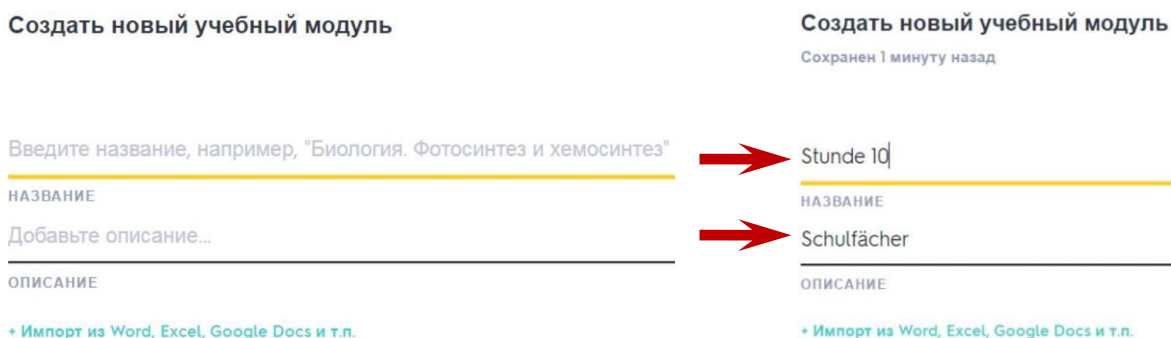 Создать новый учебный модуль
Введите название, например, "Биология. Фотосинтез и хемосинтез"
НАЗВАНИЕ
Добавьте описание...
ОПИСАНИЕ
+ Импорт из Word, Excel, Google Docs и т.п.
Создать новый учебный модуль
Сохранен 1 минуту назад
Stunde 10
НАЗВАНИЕ
Schulfächer
ОПИСАНИЕ
+ Импорт из Word, Excel, Google Docs и т.п.